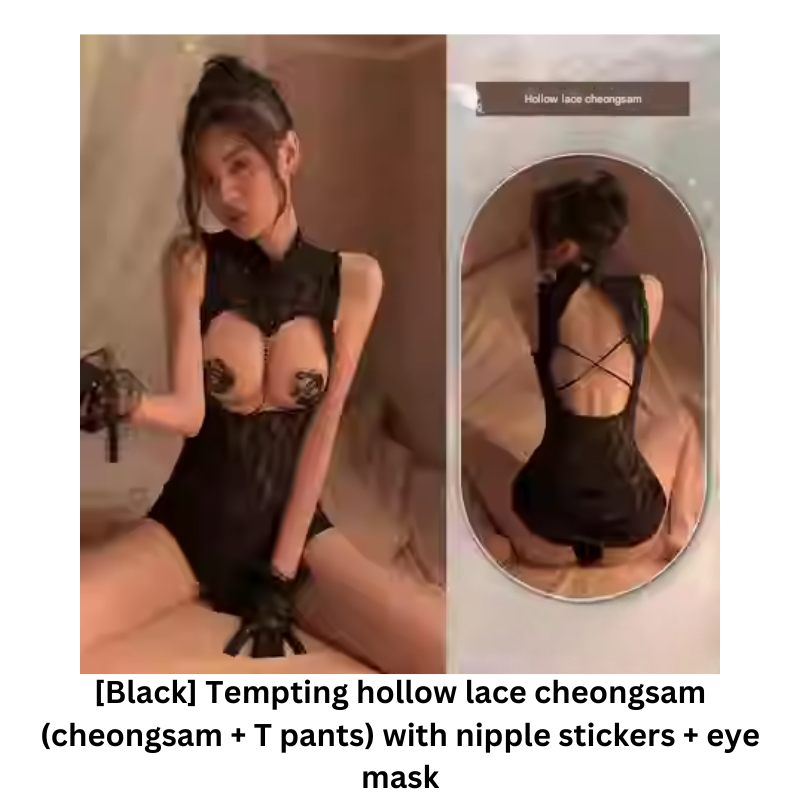 Hollow lace cheongsam
[Black] Tempting hollow lace cheongsam
(cheongsam + T pants) with nipple stickers + eye
mask